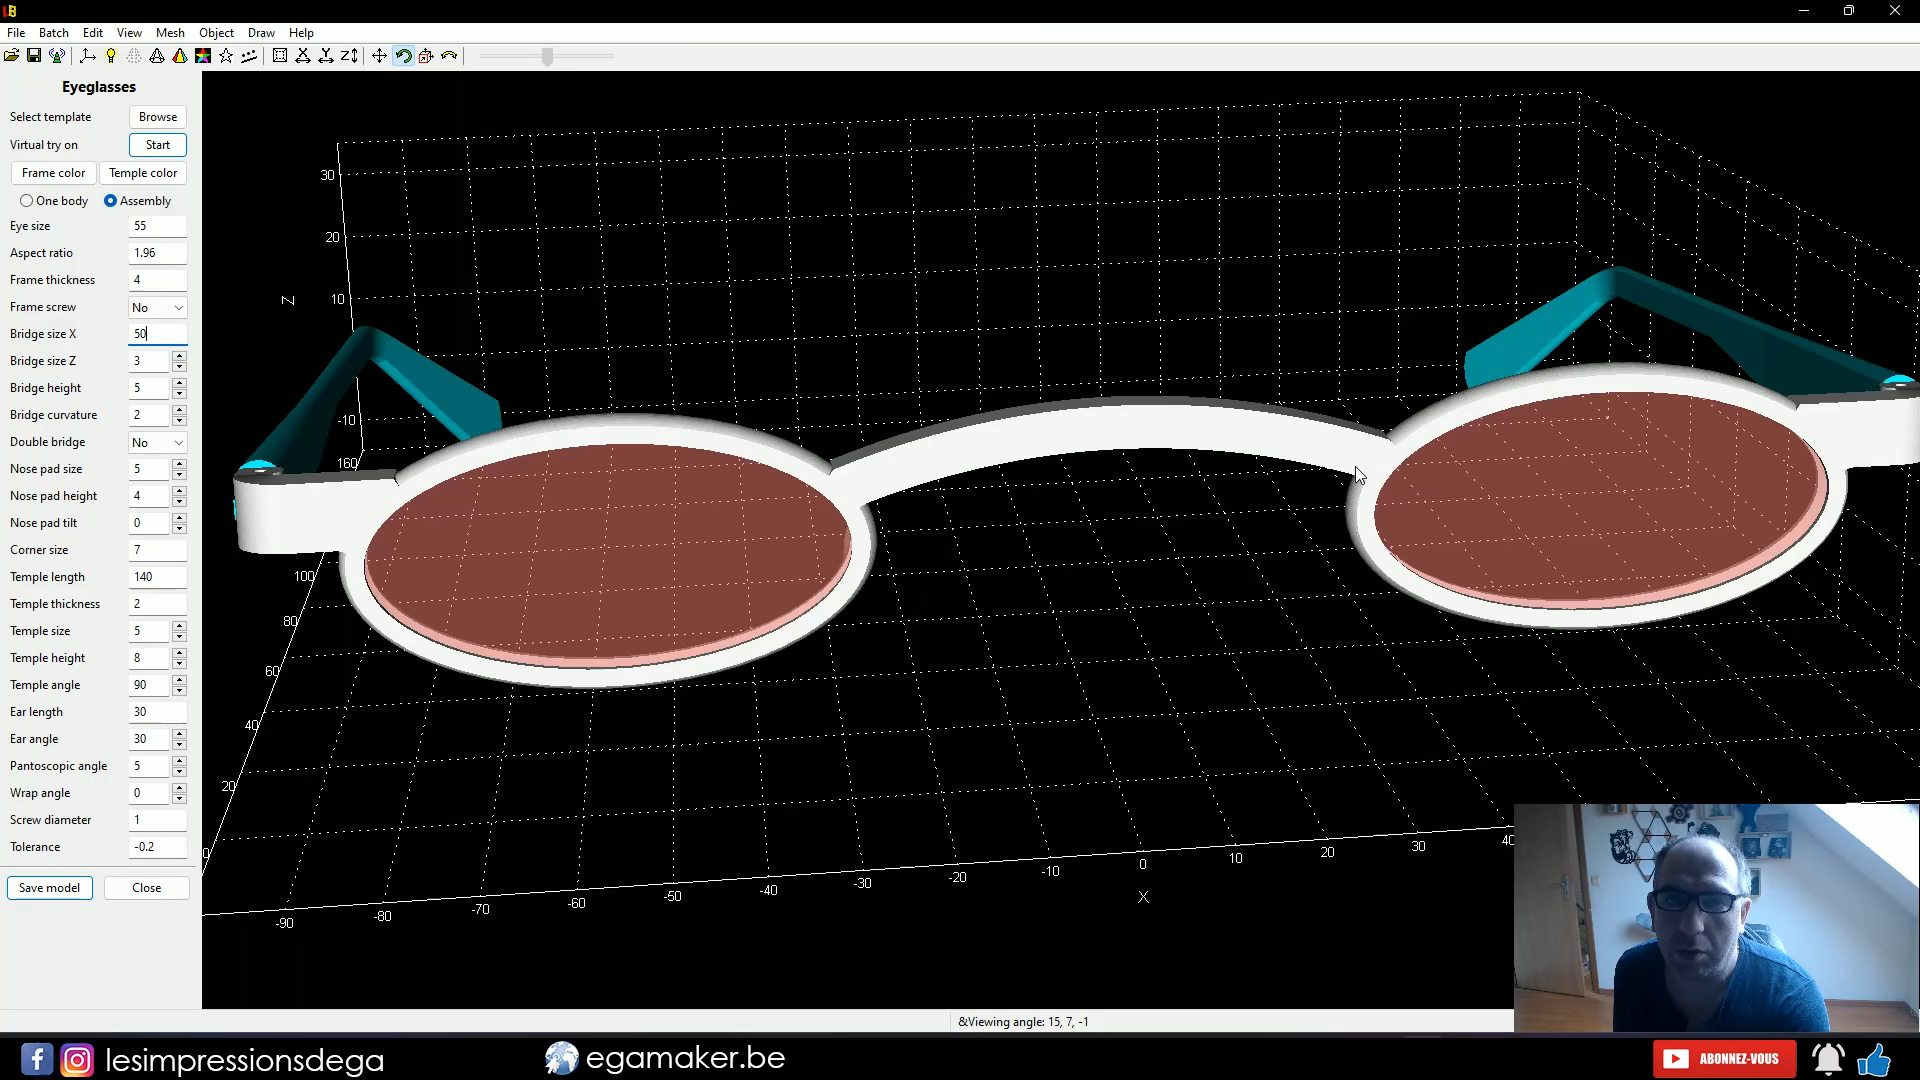 LB
File Batch Edit View Mesh Object Draw Help
Eyeglasses
Select template Browse
Virtual try on Start
Frame color Temple color
One body Assembly
Eye size 55
Aspect ratio 1.96
Frame thickness 4
Frame screw No
Bridge size X 50
Bridge size Z 3
Bridge height 5
Bridge curvature 2
Double bridge No
Nose pad size 5
Nose pad height 4
Nose pad tilt 0
Corner size 7
Temple length 140
Temple thickness 2
Temple size 5
Temple height 8
Temple angle 90
Ear length 30
Ear angle 30
Pantoscopic angle 5
Wrap angle 0
Screw diameter 1
Tolerance -0.2
Save model Close
30
20
Z
10
-10
160
100
80
60
40
20
0
-90 -80 -70 -60 -50 -40 -30 -20 -10 0 10 20 30 40
X
&Viewing angle: 15, 7, -1
lesimpressionsdega
egamaker.be
ABONNEZ-VOUS